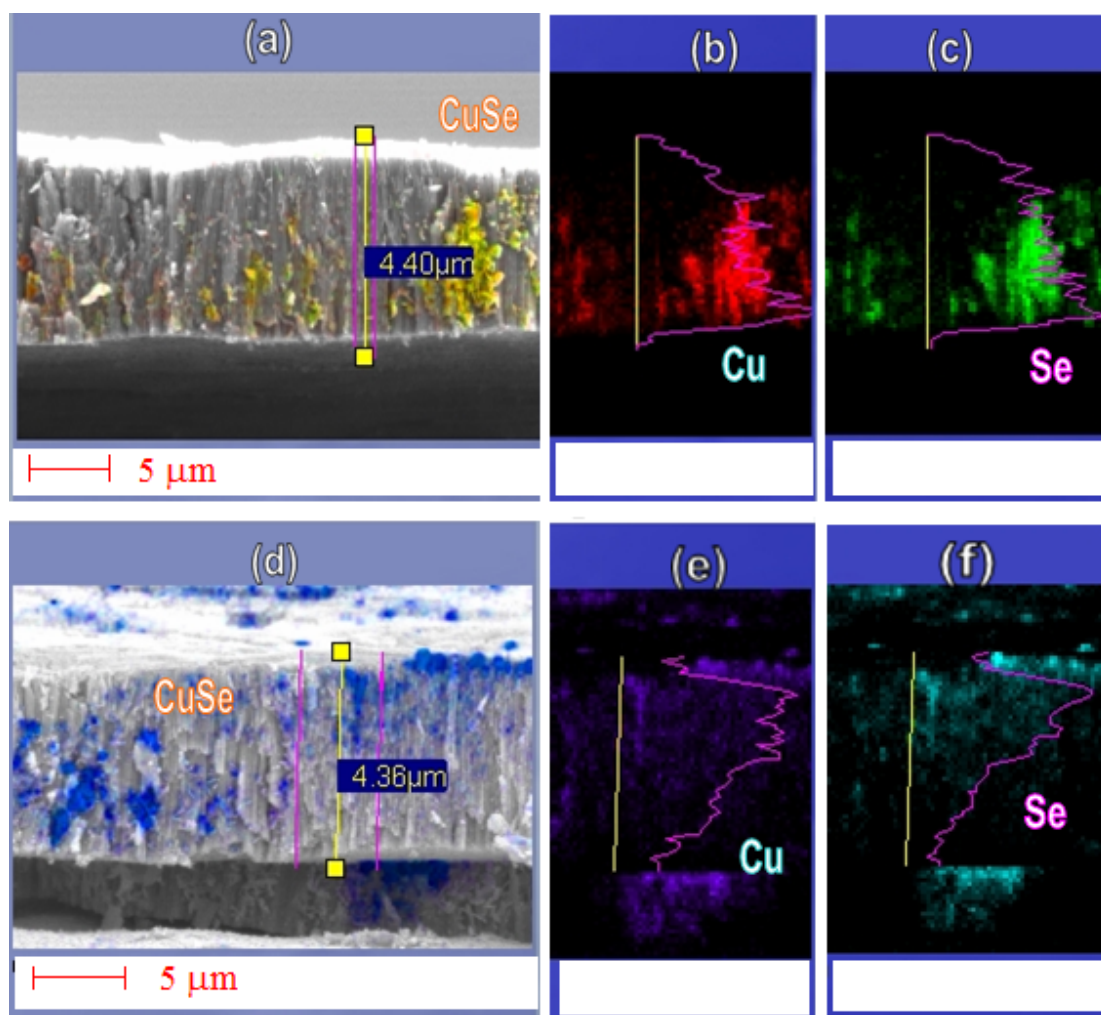 (a)
(b)
(c)
CuSe
4.40μm
Cu
Se
5 μm
(d)
(e)
(f)
CuSe
4.36μm
Cu
Se
5 μm